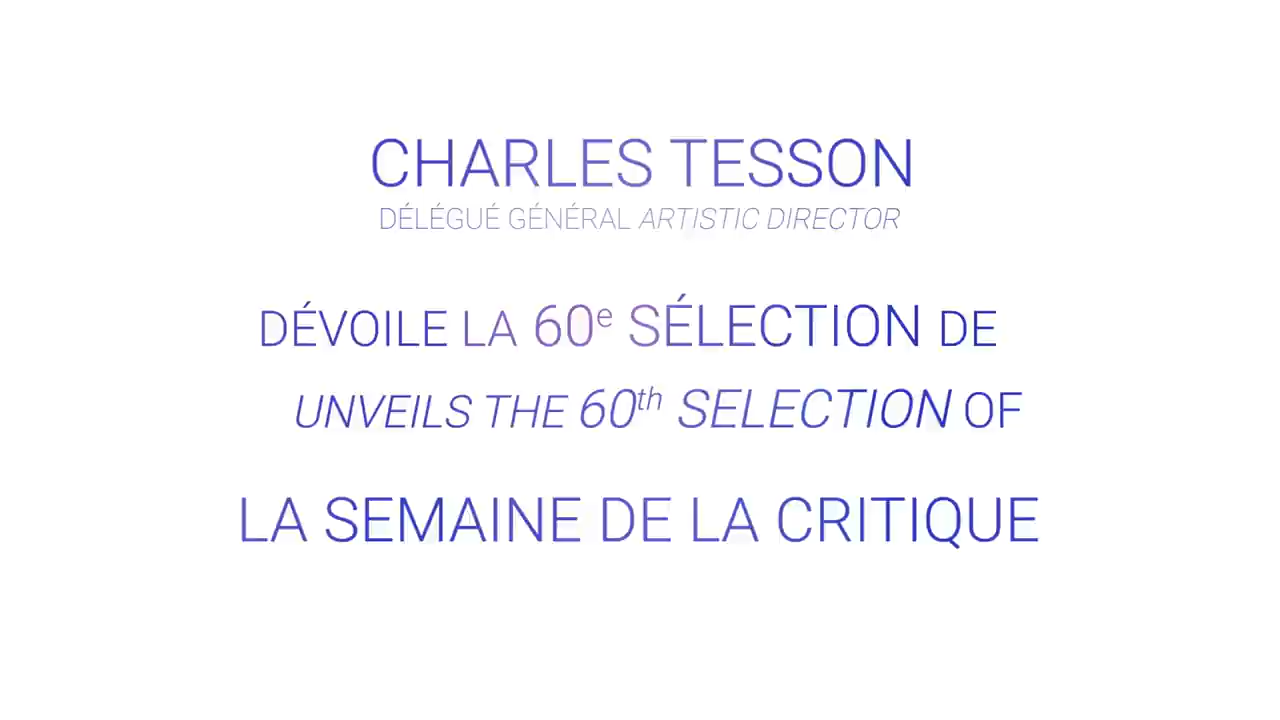 CHARLES TESSON
DÉLÉGUÉ GÉNÉRAL ARTISTIC DIRECTOR
DÉVOILE LA 60e SÉLECTION DE
UNVEILS THE 60th SELECTION OF
LA SEMAINE DE LA CRITIQUE